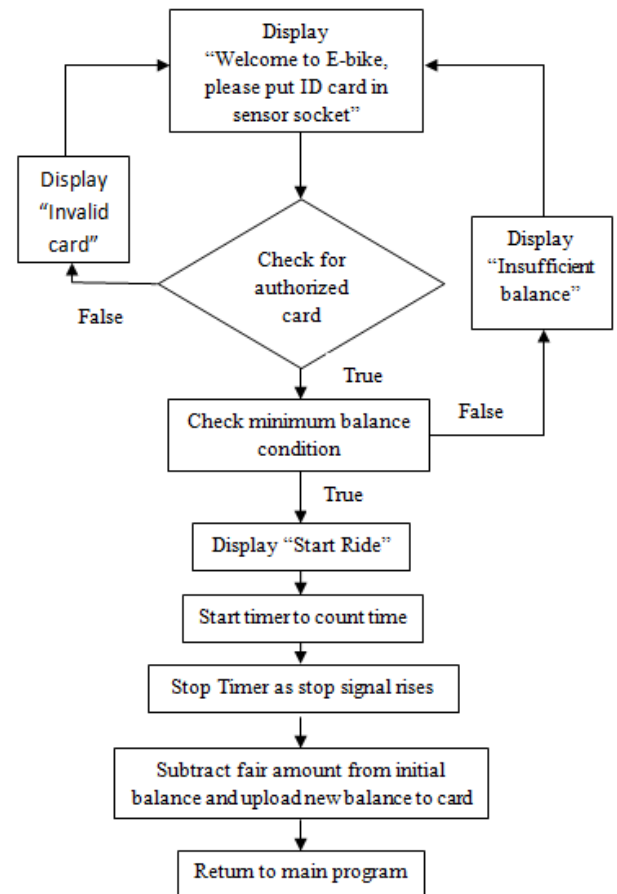 Display
“Welcome to E-bike,
please put ID card in
sensor socket”
Display
“Invalid
card”
Check for
authorized
card
Display
“Insufficient
balance”
False
True
Check minimum balance
condition
False
True
Display “Start Ride”
Start timer to count time
Stop Timer as stop signal rises
Subtract fair amount from initial
balance and upload new balance to card
Return to main program